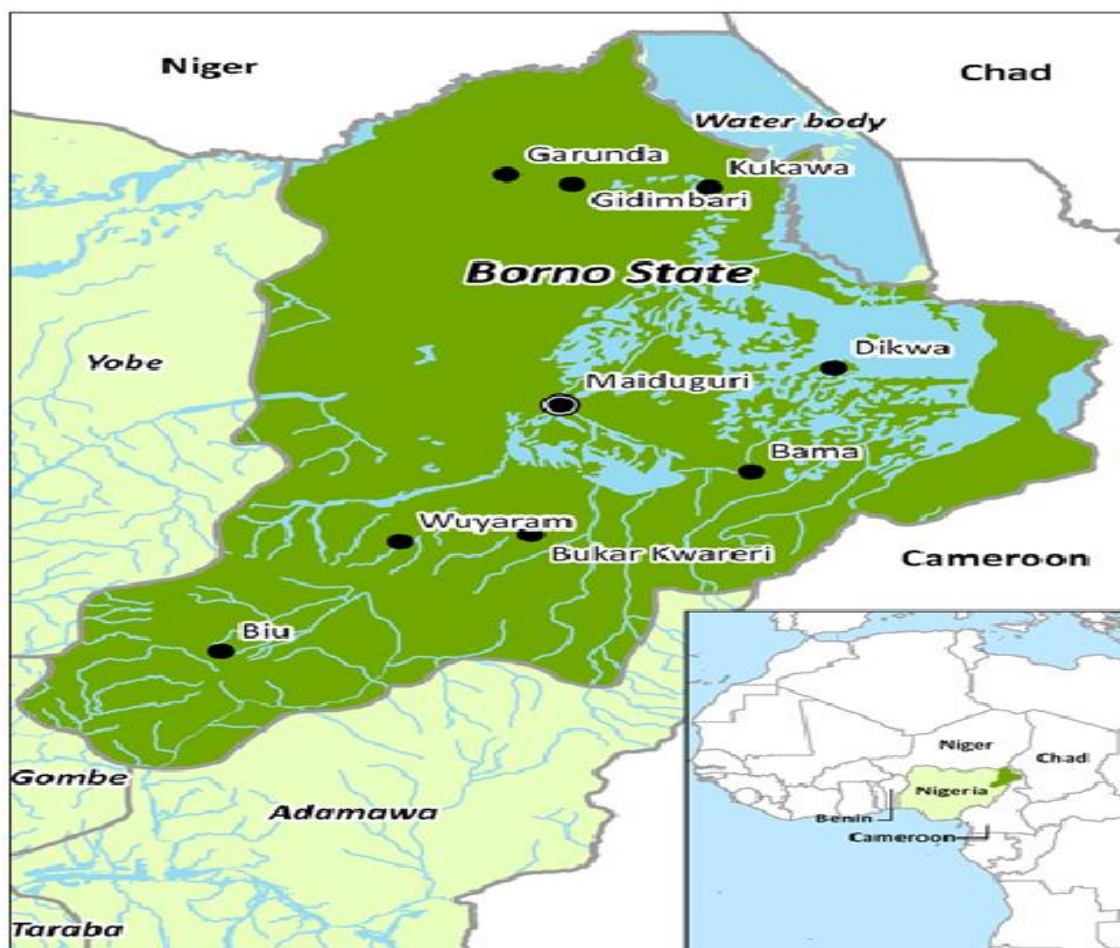 Niger
Chad
Water body
Garunda
Kukawa
Gidimbari
Borno State
Yobe
Dikwa
Maiduguri
Bama
Wuyaram
Bukar Kwareri
Cameroon
Biu
Gombe
Adamawa
Taraba
Niger
Chad
Nigeria
Benin
Cameroon